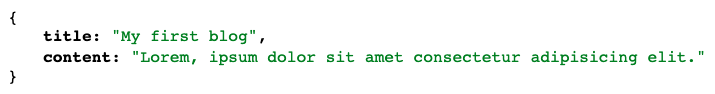 {
title: "My first blog",
content: "Lorem, ipsum dolor sit amet consectetur adipisicing elit."
}